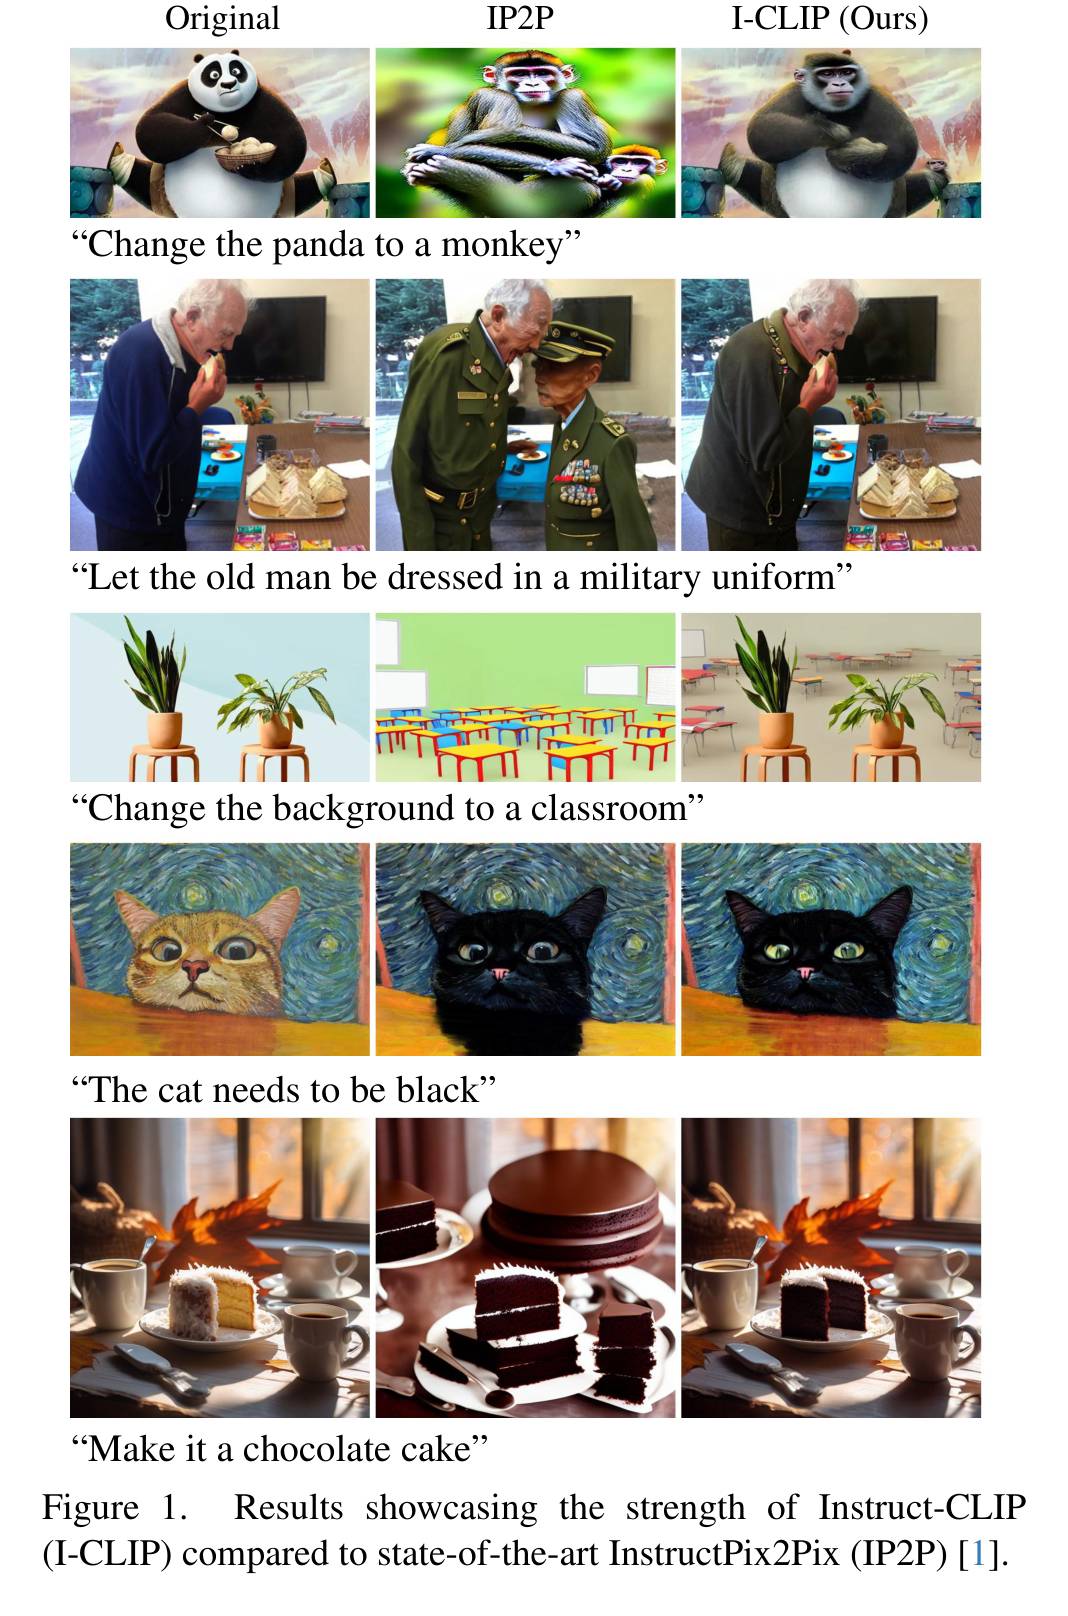 Original IP2P I-CLIP (Ours)
“Change the panda to a monkey”
“Let the old man be dressed in a military uniform”
“Change the background to a classroom”
“The cat needs to be black”
“Make it a chocolate cake”
Figure 1. Results showcasing the strength of Instruct-CLIP
(I-CLIP) compared to state-of-the-art InstructPix2Pix (IP2P) [1].